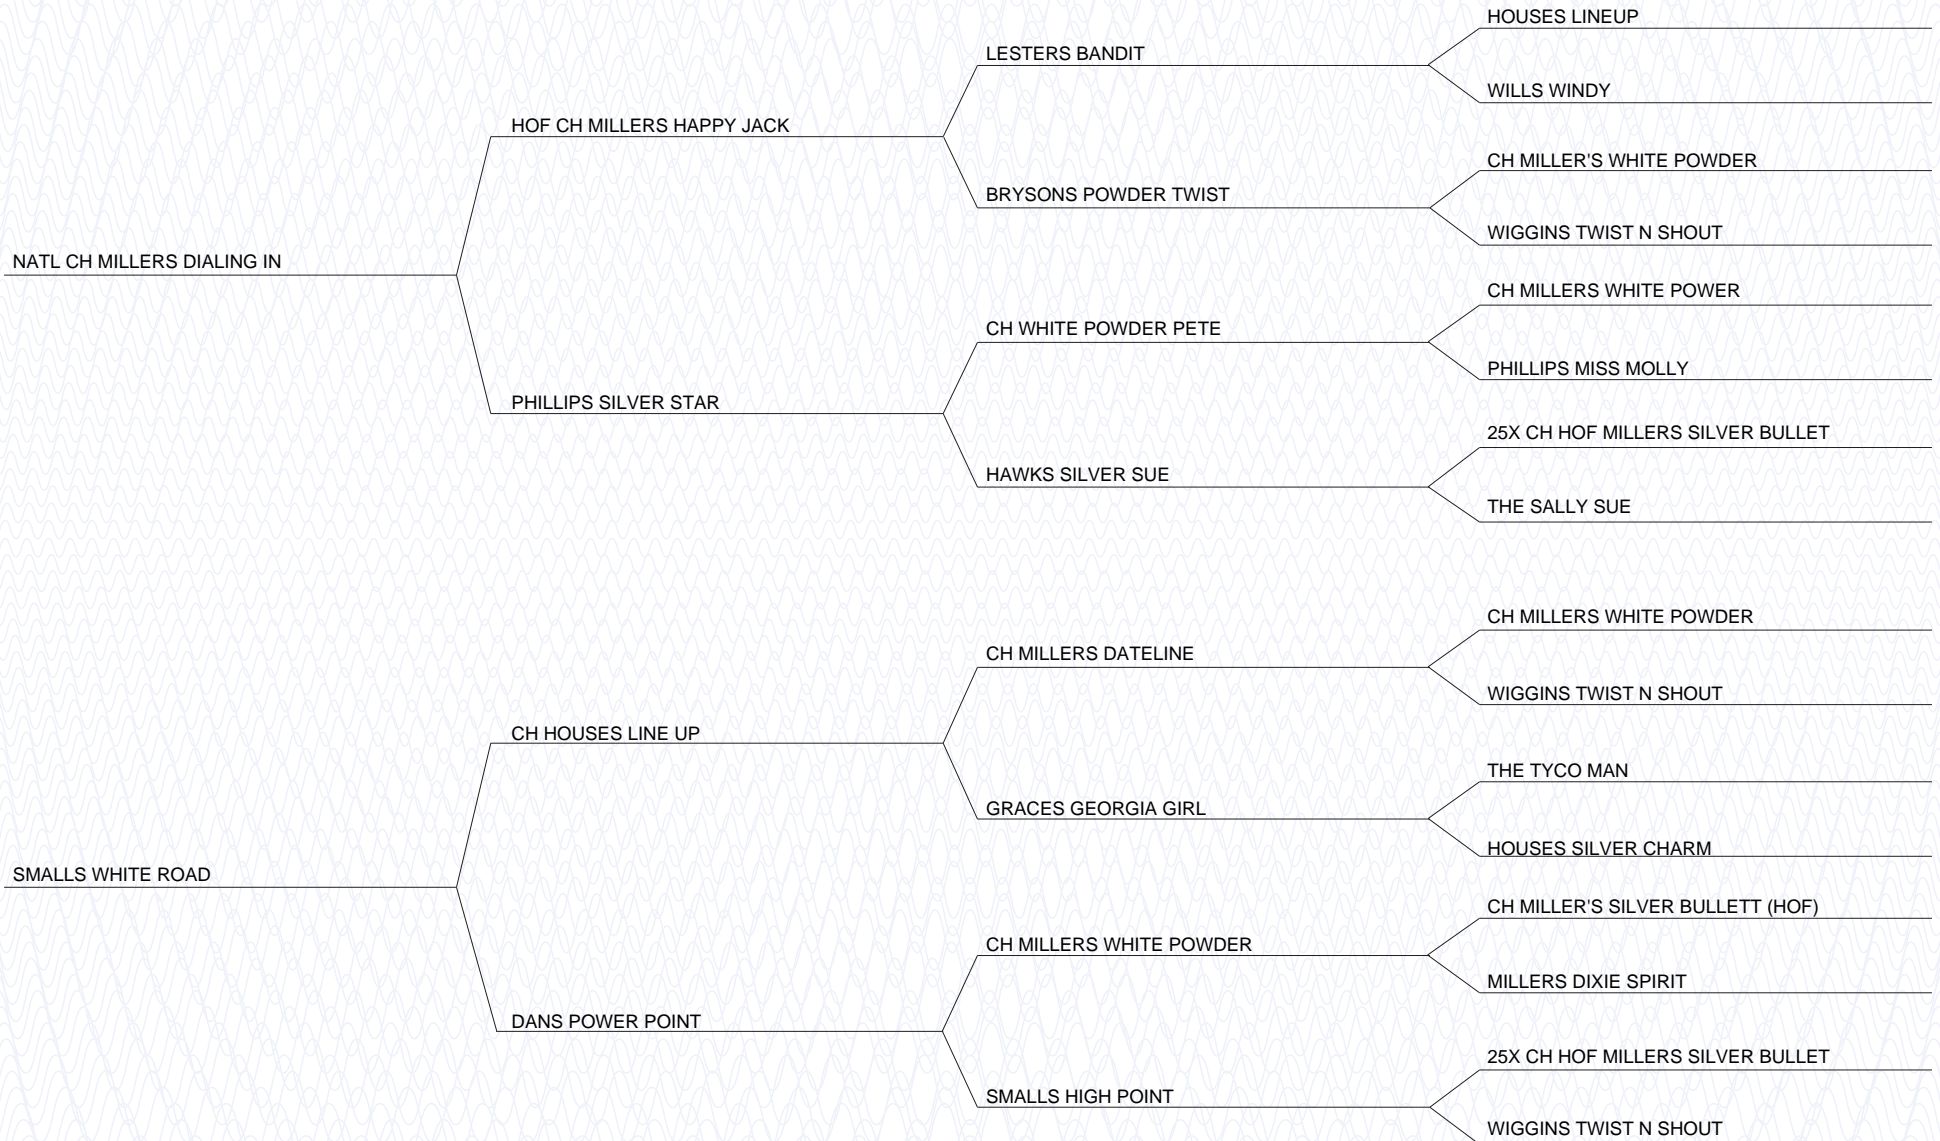 HOUSES LINEUP
LESTERS BANDIT
WILLS WINDY
HOF CH MILLERS HAPPY JACK
CH MILLER'S WHITE POWDER
BRYSONS POWDER TWIST
WIGGINS TWIST N SHOUT
NATL CH MILLERS DIALING IN
CH MILLERS WHITE POWER
CH WHITE POWDER PETE
PHILLIPS MISS MOLLY
PHILLIPS SILVER STAR
25X CH HOF MILLERS SILVER BULLET
HAWKS SILVER SUE
THE SALLY SUE
CH MILLERS WHITE POWDER
CH MILLERS DATELINE
WIGGINS TWIST N SHOUT
CH HOUSES LINE UP
THE TYCO MAN
GRACES GEORGIA GIRL
HOUSES SILVER CHARM
SMALLS WHITE ROAD
CH MILLER'S SILVER BULLETT (HOF)
CH MILLERS WHITE POWDER
MILLERS DIXIE SPIRIT
DANS POWER POINT
25X CH HOF MILLERS SILVER BULLET
SMALLS HIGH POINT
WIGGINS TWIST N SHOUT